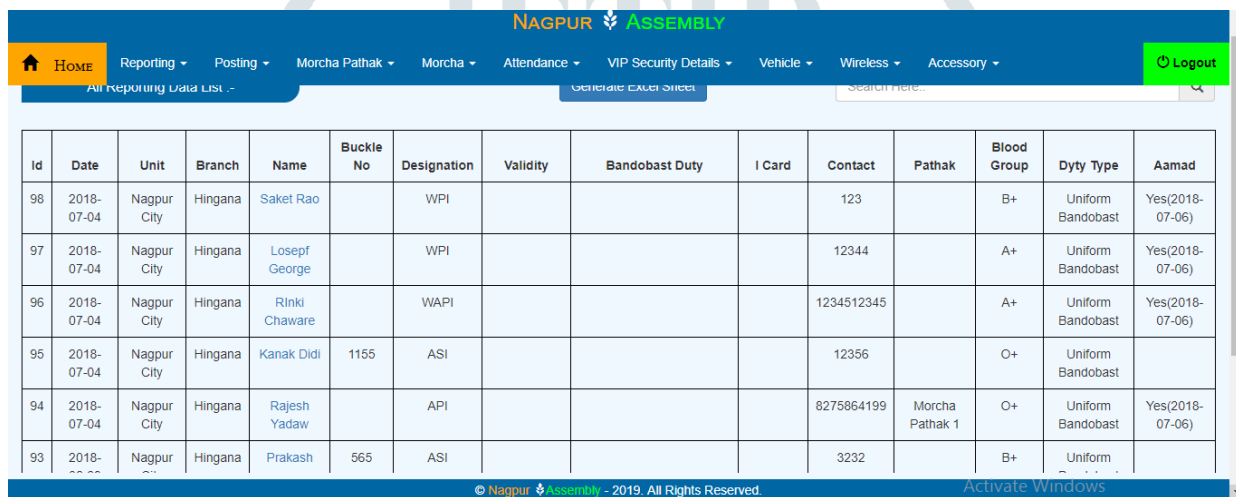 NAGPUR ASSEMBLY
HOME Reporting Posting Morcha Pathak Morcha Attendance VIP Security Details Vehicle Wireless Accessory Logout
All Reporting Data List :- Generate Excel Sheet Search Here..
Id Date Unit Branch Name Buckle No Designation Validity Bandobast Duty I Card Contact Pathak Blood Group Dyty Type Aamad
98 2018-07-04 Nagpur City Hingana Saket Rao WPI 123 B+ Uniform Bandobast Yes(2018-07-06)
97 2018-07-04 Nagpur City Hingana Losepf George WPI 12344 A+ Uniform Bandobast Yes(2018-07-06)
96 2018-07-04 Nagpur City Hingana RInki Chaware WAPI 1234512345 A+ Uniform Bandobast Yes(2018-07-06)
95 2018-07-04 Nagpur City Hingana Kanak Didi 1155 ASI 12356 O+ Uniform Bandobast
94 2018-07-04 Nagpur City Hingana Rajesh Yadaw API 8275864199 Morcha Pathak 1 O+ Uniform Bandobast Yes(2018-07-06)
93 2018- Nagpur Hingana Prakash 565 ASI 3232 B+ Uniform
© Nagpur Assembly - 2019. All Rights Reserved.
Activate Windows